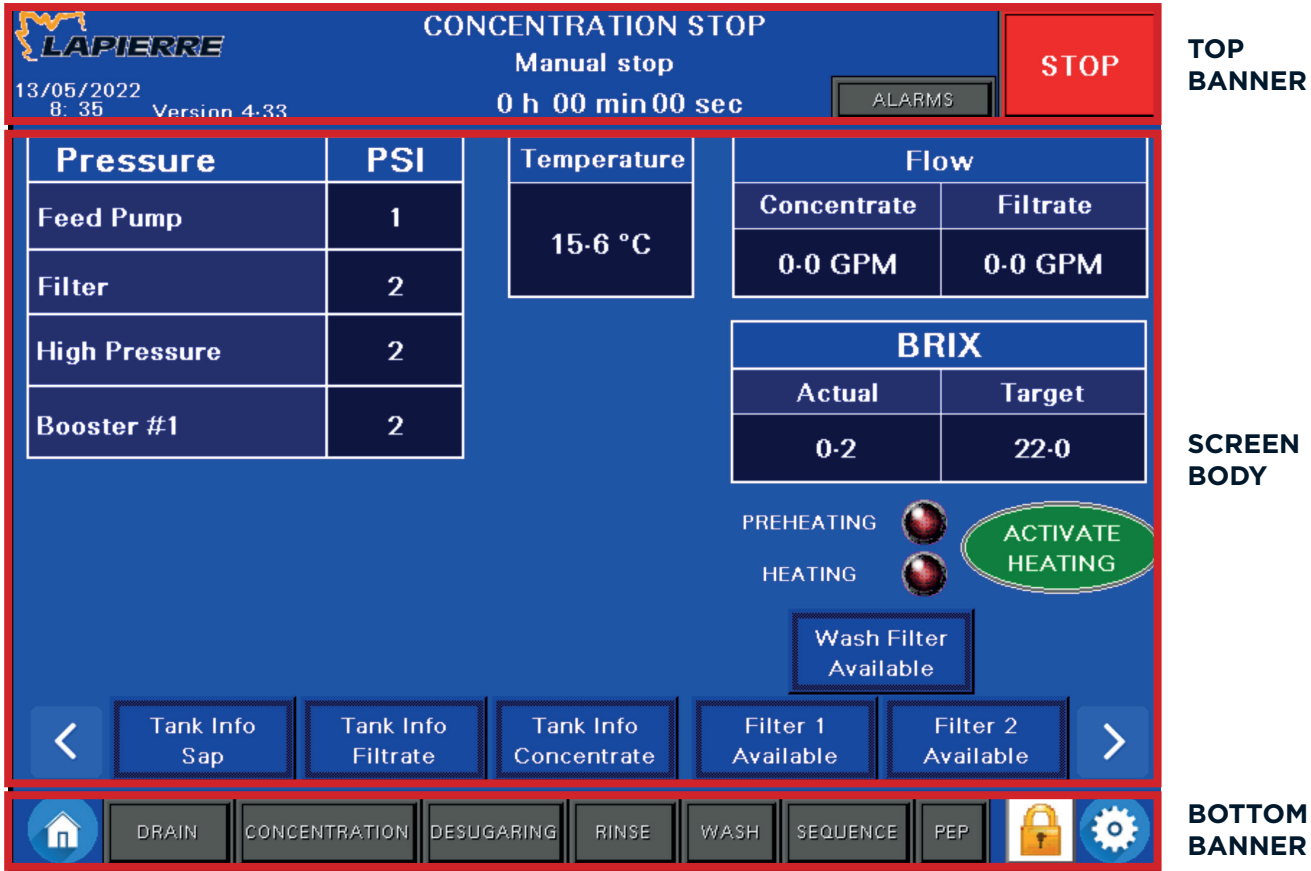 LAPIERRE
13/05/2022
8: 35 Version 4.33
CONCENTRATION STOP
Manual stop
0 h 00 min 00 sec
ALARMS
STOP
TOP
BANNER
Pressure PSI
Feed Pump 1
Filter 2
High Pressure 2
Booster #1 2
Temperature
15.6 °C
Flow
Concentrate Filtrate
0.0 GPM 0.0 GPM
BRIX
Actual Target
0.2 22.0
PREHEATING
HEATING
ACTIVATE
HEATING
SCREEN
BODY
Wash Filter
Available
Tank Info
Sap
Tank Info
Filtrate
Tank Info
Concentrate
Filter 1
Available
Filter 2
Available
DRAIN CONCENTRATION DESUGARING RINSE WASH SEQUENCE PEP
BOTTOM
BANNER